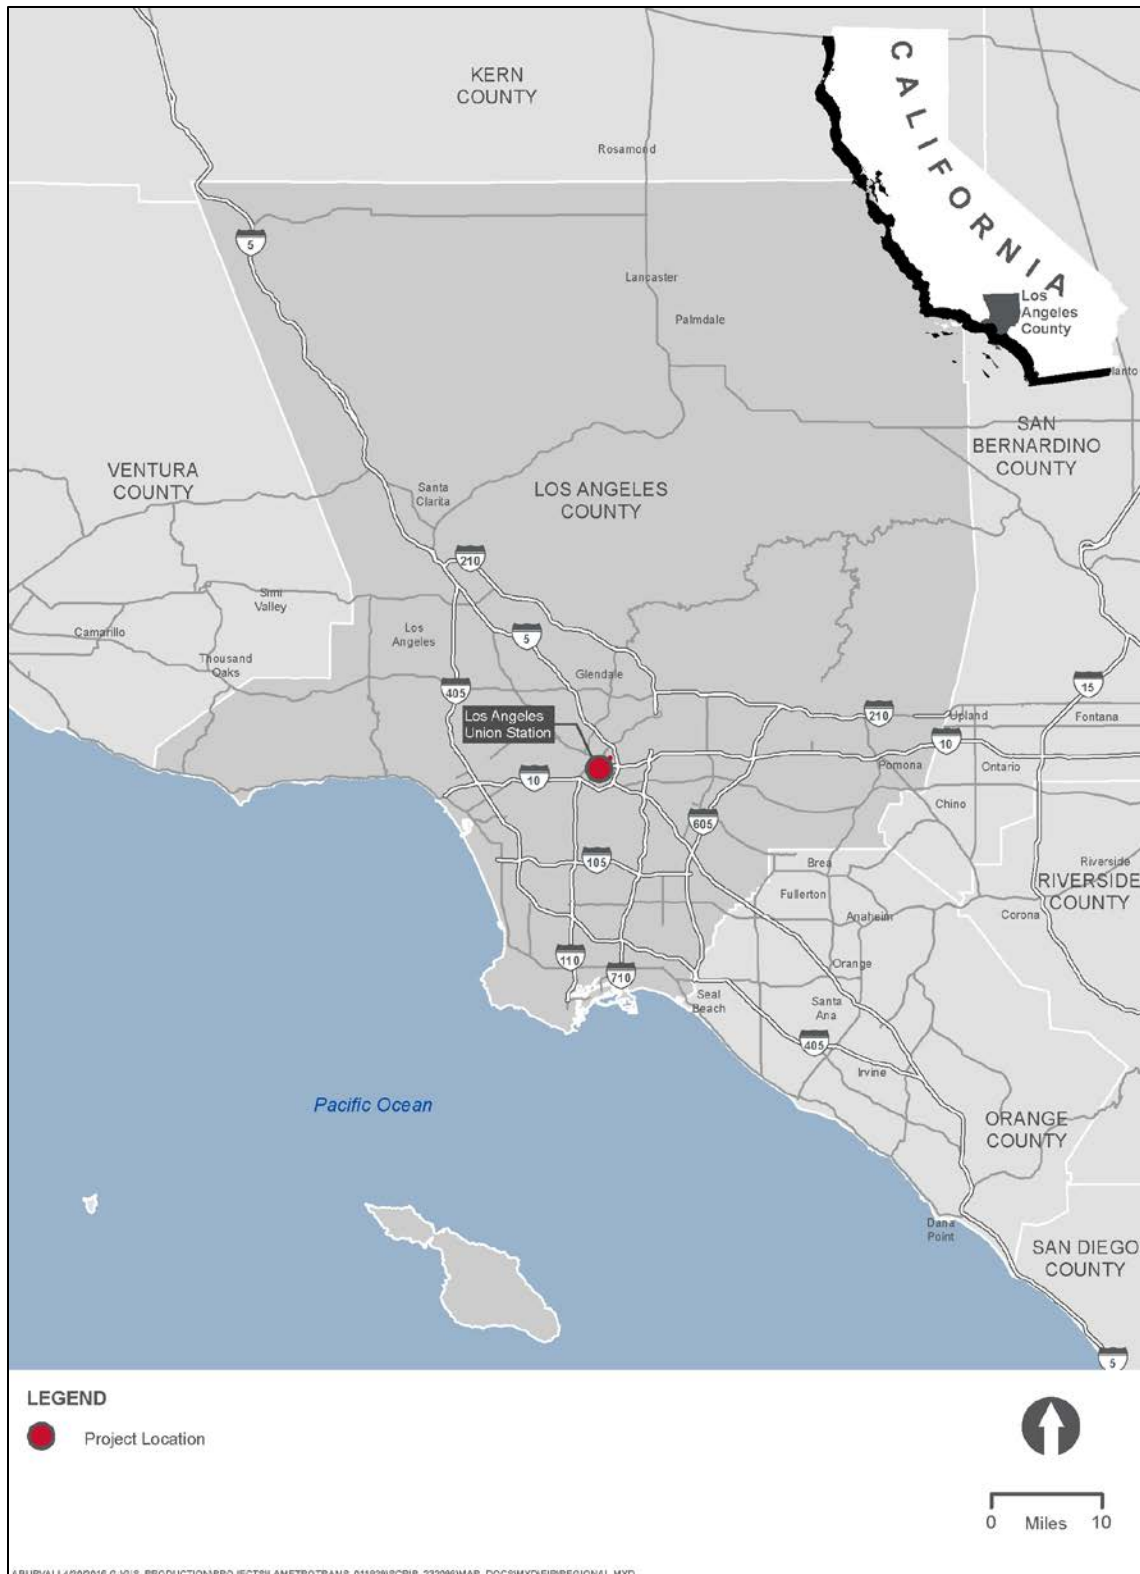 KERN
COUNTY
Rosamond
CALIFORNIA
Los
Angeles
County
5
Lancaster
Palmdale
lanto
SAN
BERNARDINO
COUNTY
VENTURA
COUNTY
Santa
Clarita
LOS ANGELES
COUNTY
210
Simi
Valley
Camarillo
Los
Angeles
5
Thousand
Oaks
Glendale
405
15
Los Angeles
Union Station
210
Upland
Fontana
10
10
Pomona
Ontario
Chino
605
105
Brea
Riverside
RIVERSIDE
COUNTY
Fullerton
Anaheim
Corona
110
710
Orange
Seal
Beach
Santa
Ana
405
Irvine
Pacific Ocean
ORANGE
COUNTY
Dana
Point
SAN DIEGO
COUNTY
5
LEGEND
Project Location
0 Miles 10